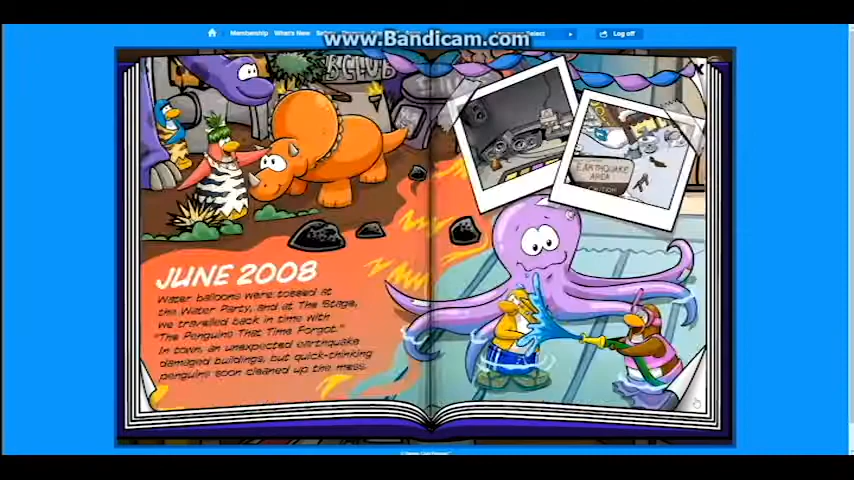 Membership What's New
www.Bandicam.com
Log off
CLUB
EARTHQUAKE
AREA
CAUTION
JUNE 2008
Water balloons were tossed at
the Water Party, and at The Stage,
we travelled back in time with
"The Penguins That Time Forgot."
In town, an unexpected earthquake
damaged buildings, but quick-thinking
penguins soon cleaned up the mess.